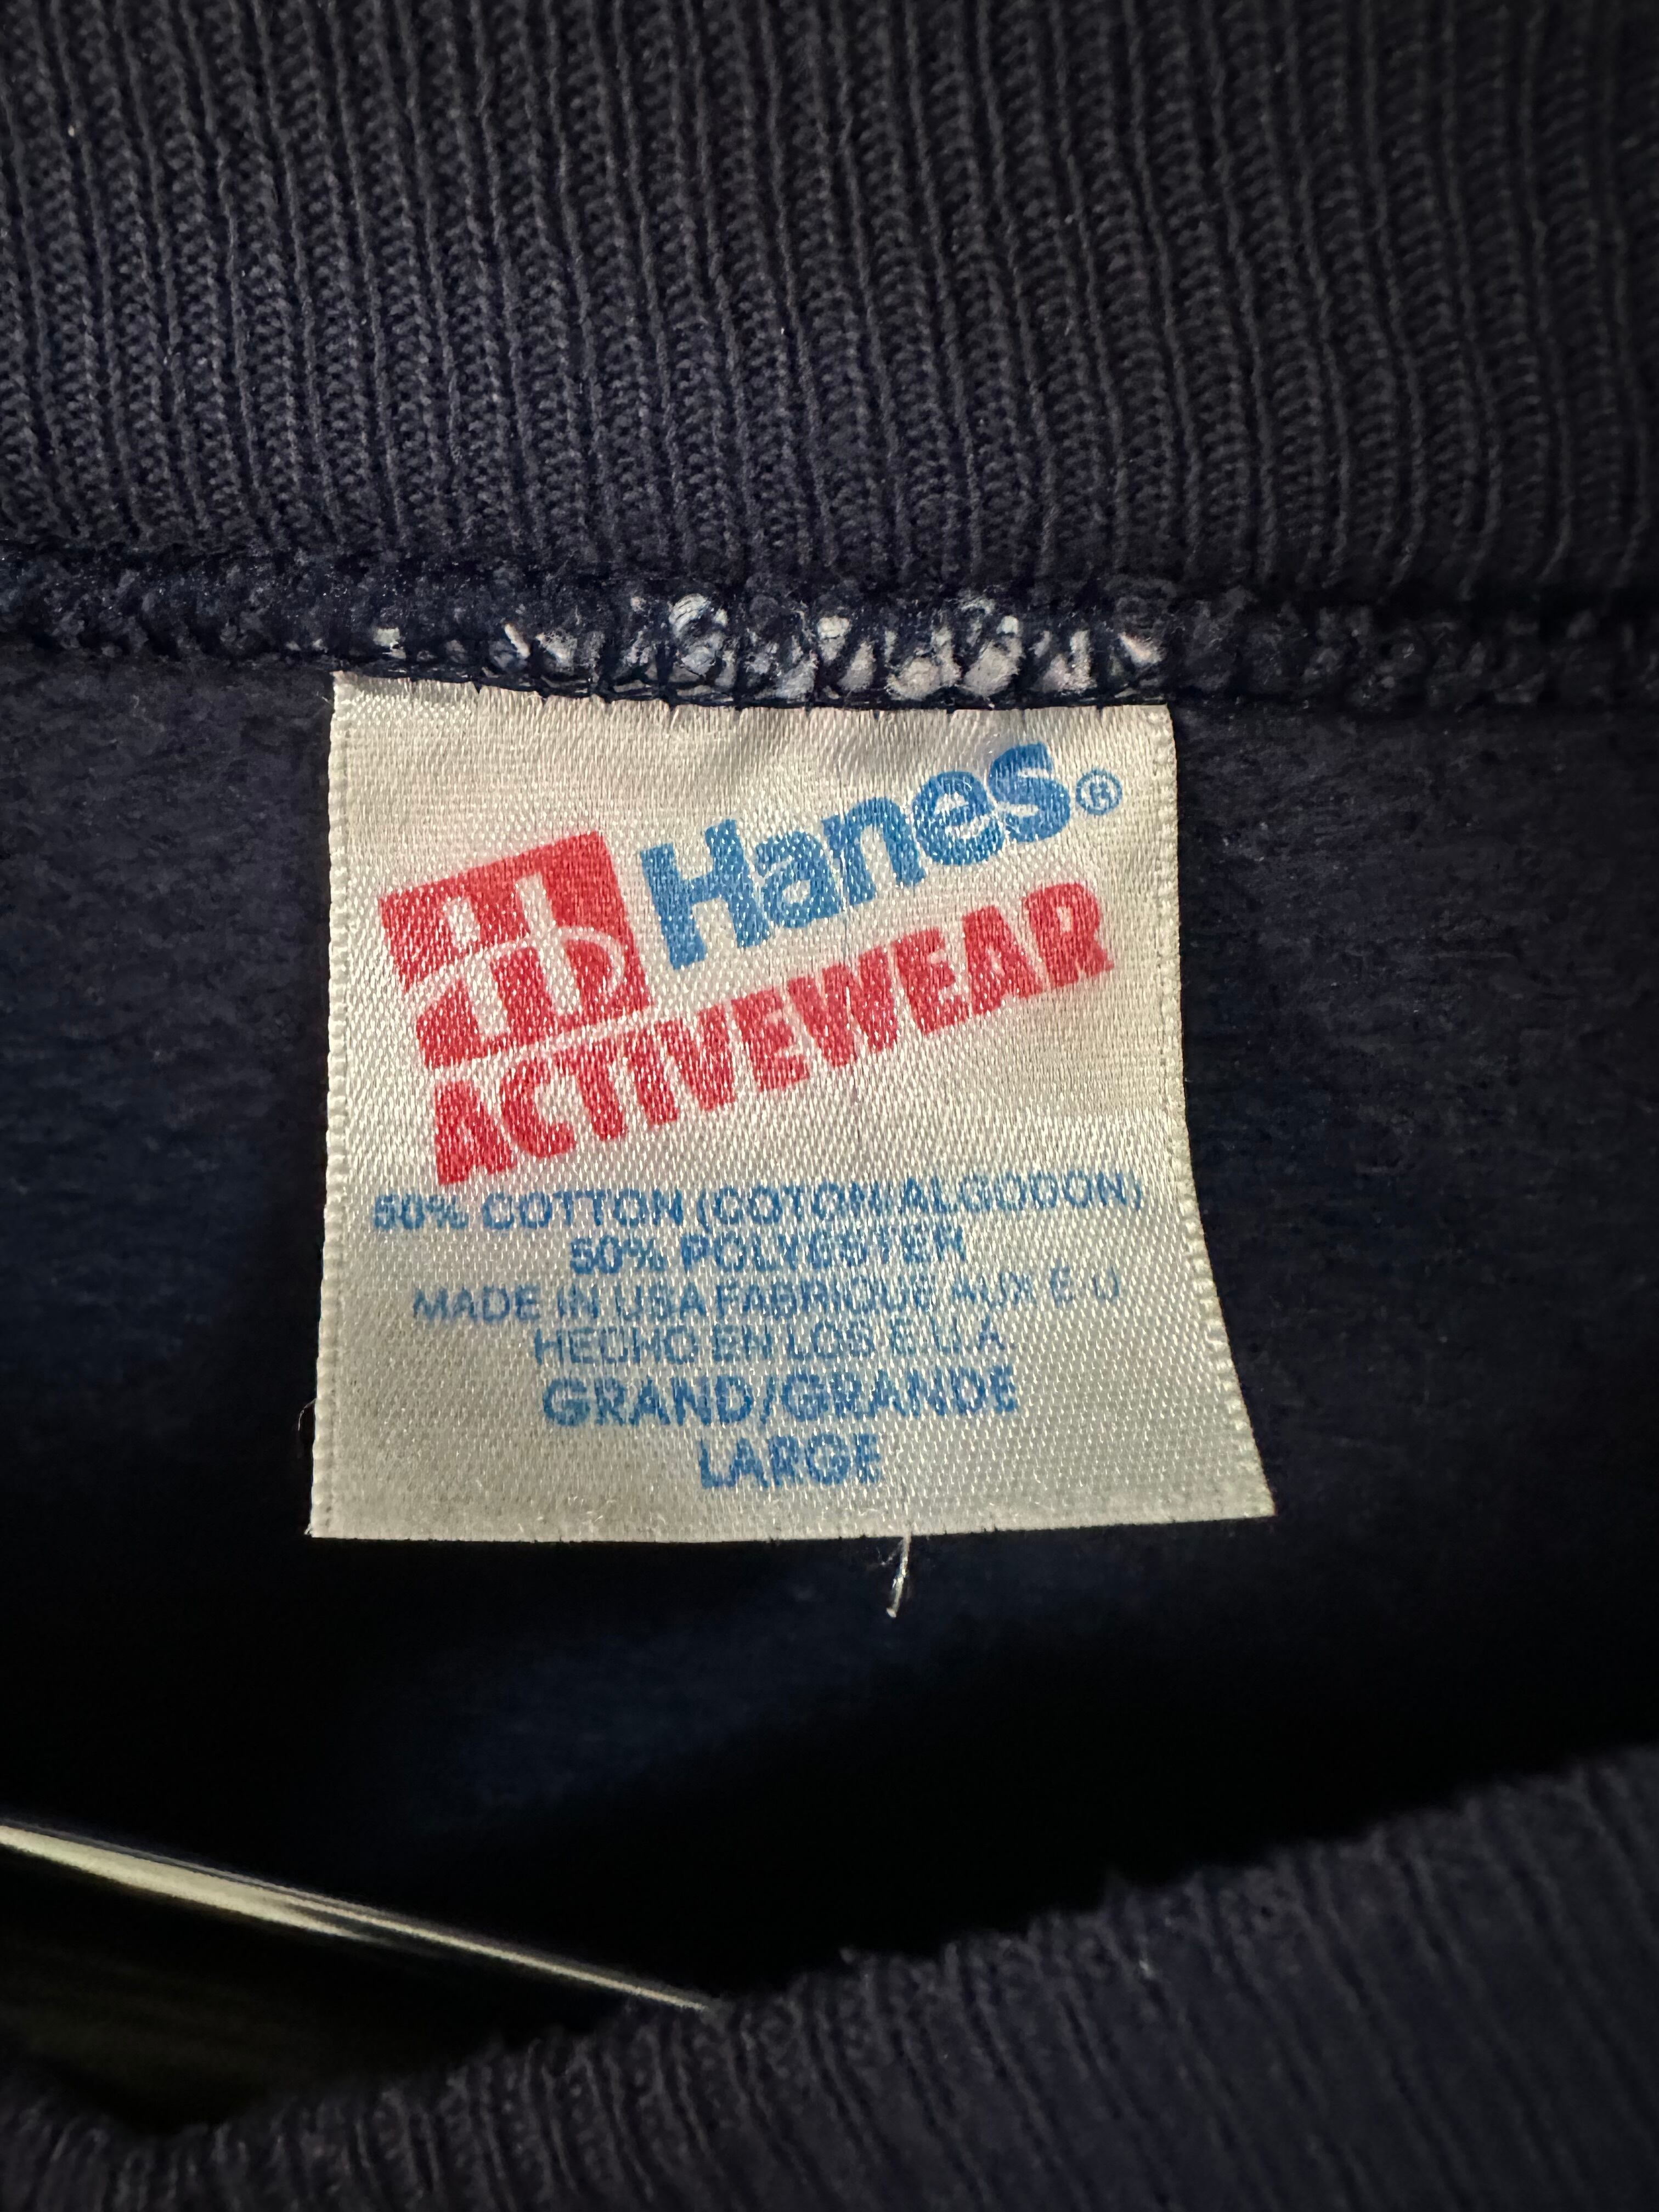 Hanes®
ACTIVEWEAR
50% COTTON (COTON/ALGODON)
50% POLYESTER
MADE IN USA FABRIQUE AUX E U
HECHO EN LOS E.U.A.
GRAND/GRANDE
LARGE